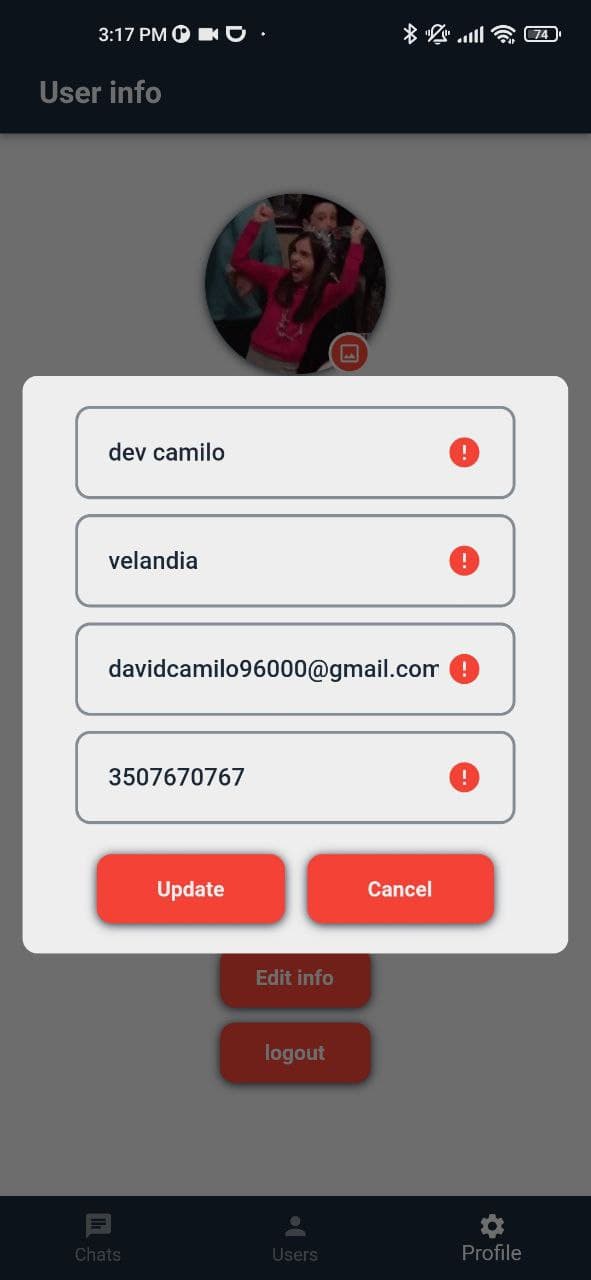 3:17 PM
74
User info
dev camilo
velandia
davidcamilo96000@gmail.com
3507670767
Update
Cancel
Edit info
logout
Chats
Users
Profile